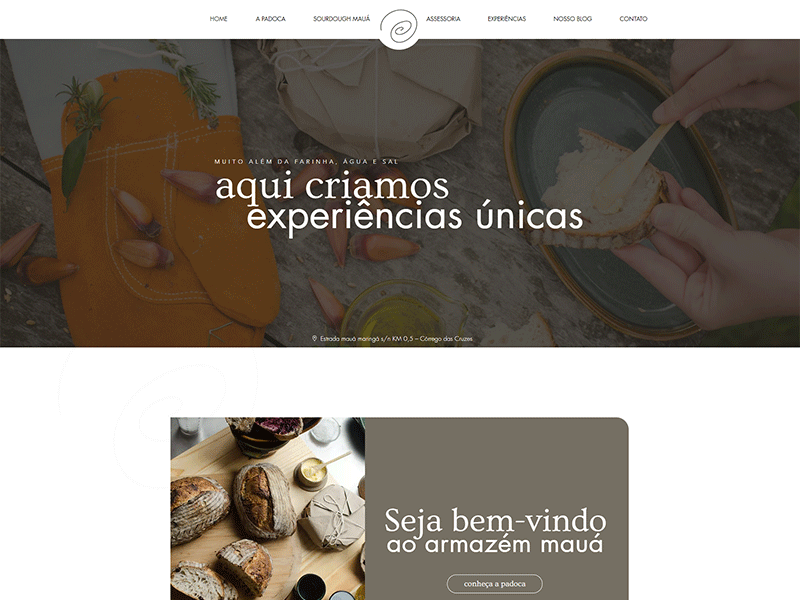 HOME
A PADOCA
SOURDOUGH MAUÁ
ASSESSORIA
EXPERIÊNCIAS
NOSSO BLOG
CONTATO
MUITO ALÉM DA FARINHA, ÁGUA E SAL
aqui criamos
experiências únicas
Estrada mauá maringá s/n KM 0,5 – Córrego das Cruzes
Seja bem-vindo
ao armazém mauá
conheça a padoca